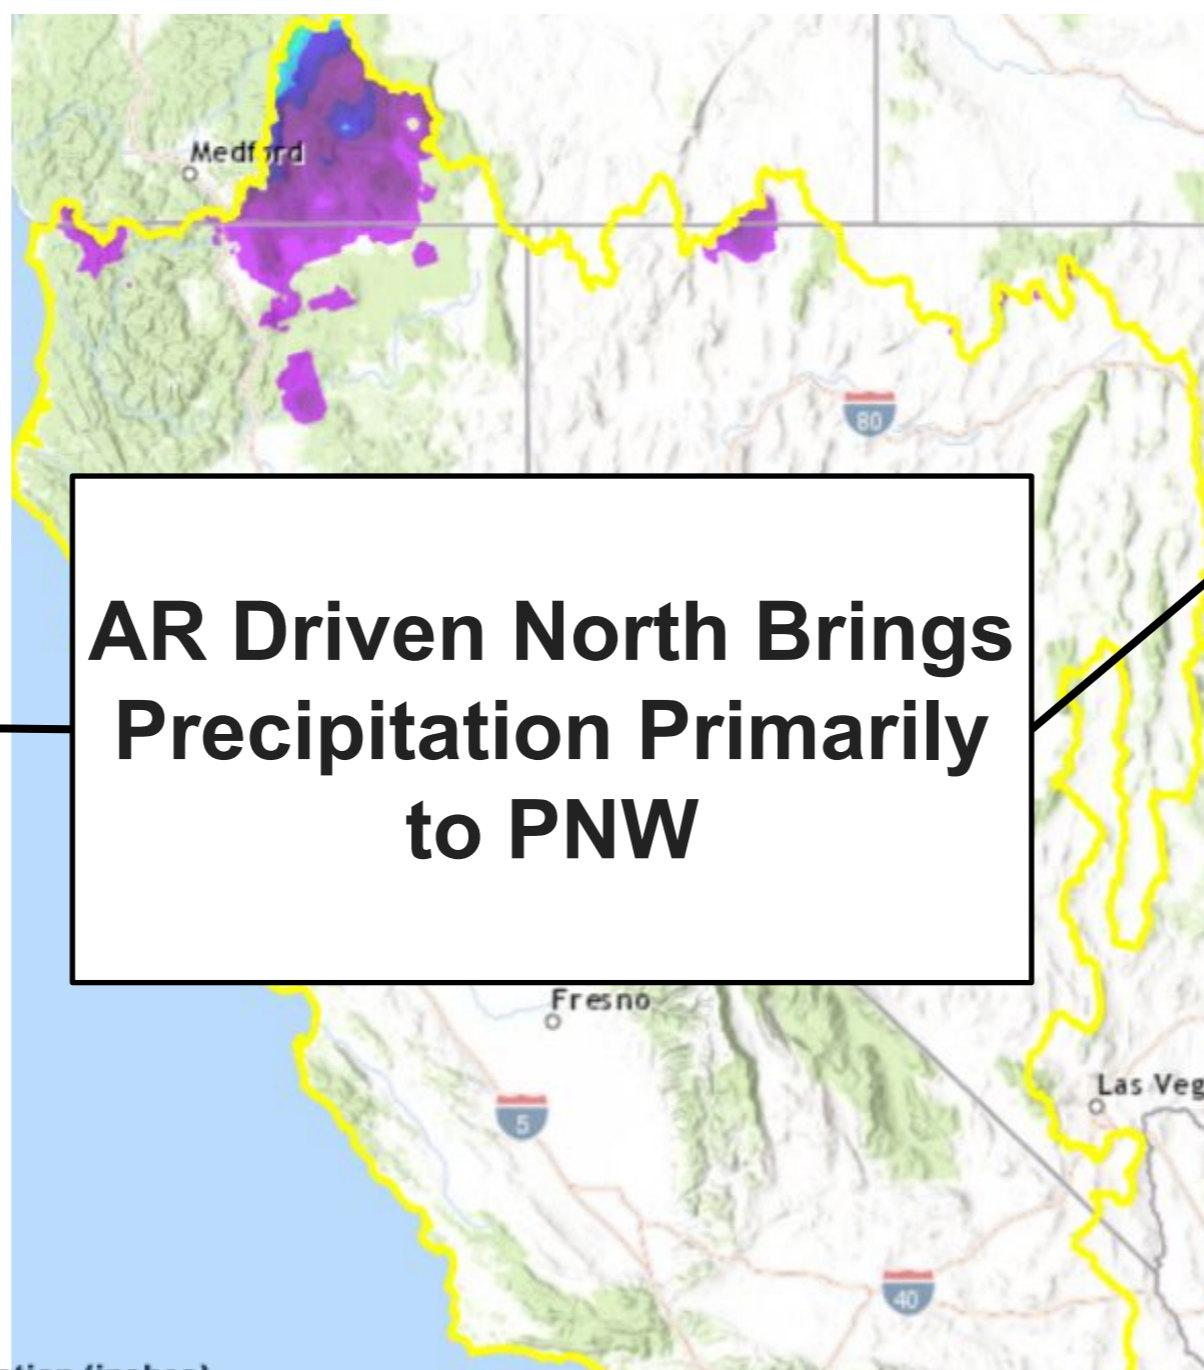 Medford
80
AR Driven North Brings
Precipitation Primarily
to PNW
Fresno
Las Veg
5
40